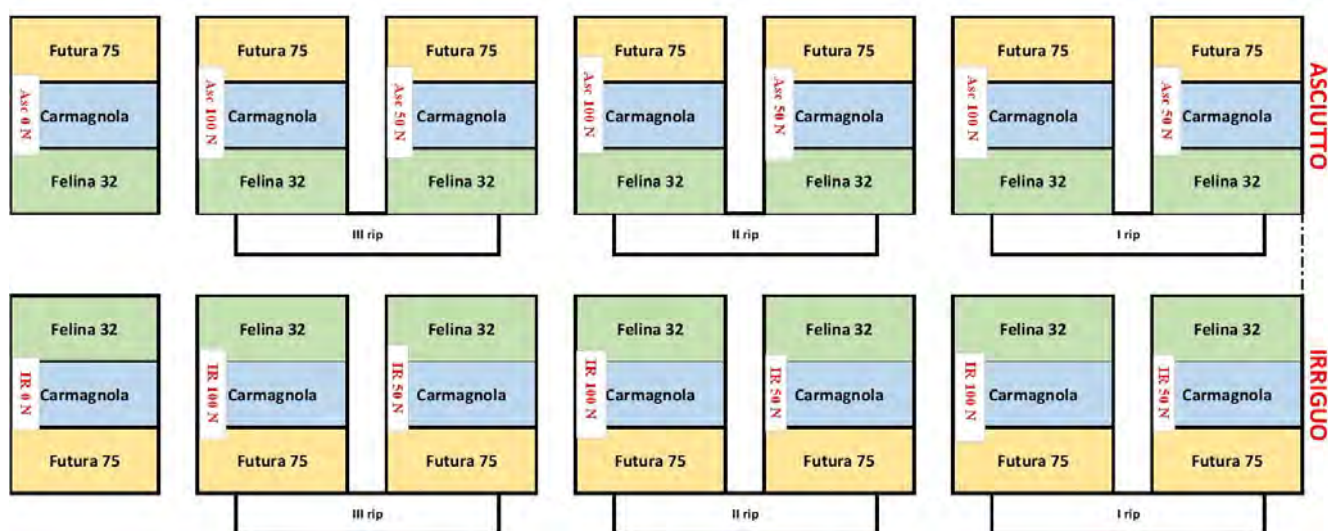 Futura 75 Futura 75 Futura 75 Futura 75 Futura 75 Futura 75 Futura 75
Asc 0 N Asc 100 N Asc 50 N Asc 100 N Asc 50 N Asc 100 N Asc 50 N
ASCIUTTO
Carmagnola Carmagnola Carmagnola Carmagnola Carmagnola Carmagnola Carmagnola
Felina 32 Felina 32 Felina 32 Felina 32 Felina 32 Felina 32 Felina 32
III rip II rip I rip
Felina 32 Felina 32 Felina 32 Felina 32 Felina 32 Felina 32 Felina 32
IR 0 N IR 100 N IR 50 N IR 100 N IR 50 N IR 100 N IR 50 N
IRRIGUO
Carmagnola Carmagnola Carmagnola Carmagnola Carmagnola Carmagnola Carmagnola
Futura 75 Futura 75 Futura 75 Futura 75 Futura 75 Futura 75 Futura 75
III rip II rip I rip